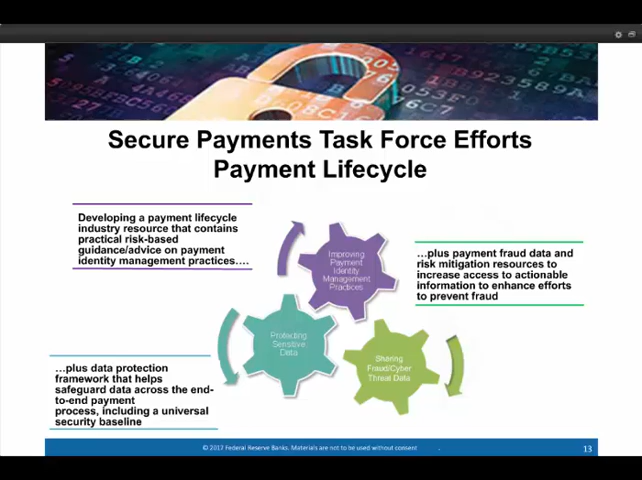 Secure Payments Task Force Efforts
Payment Lifecycle
Developing a payment lifecycle
industry resource that contains
practical risk-based
guidance/advice on payment
identity management practices….
Improving
Payment
Identity
Management
Practices
…plus payment fraud data and
risk mitigation resources to
increase access to actionable
information to enhance efforts
to prevent fraud
Protecting
Sensitive
Data
Sharing
Fraud/Cyber
Threat Data
…plus data protection
framework that helps
safeguard data across the end-
to-end payment
process, including a universal
security baseline
© 2017 Federal Reserve Banks. Materials are not to be used without consent
13